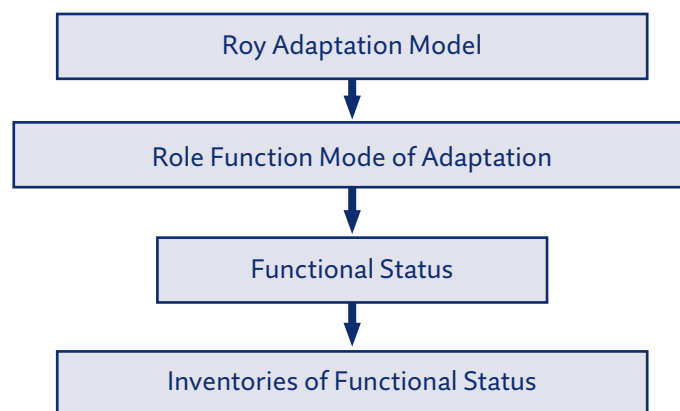 Roy Adaptation Model
Role Function Mode of Adaptation
Functional Status
Inventories of Functional Status